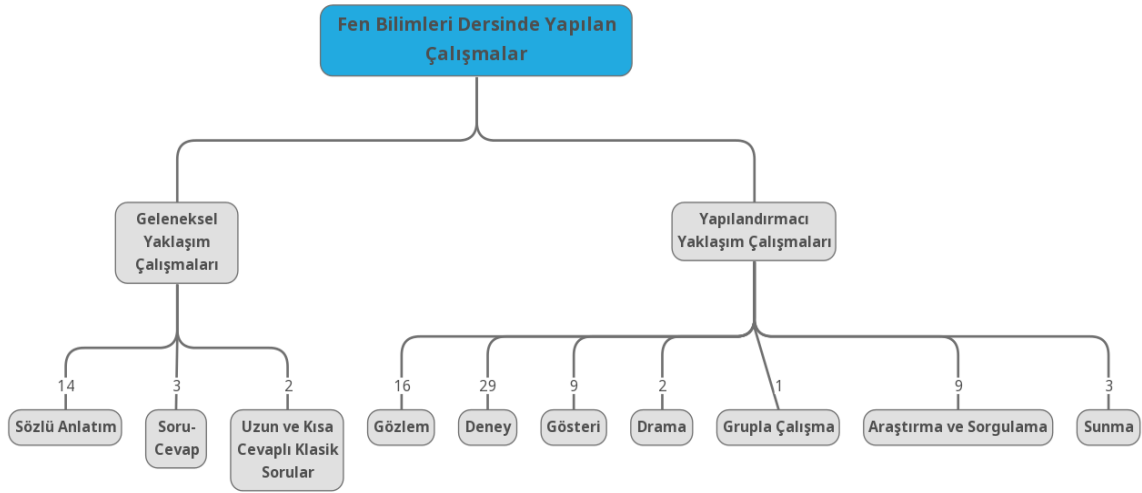 Fen Bilimleri Dersinde Yapılan
Çalışmalar
Geleneksel
Yaklaşım
Çalışmaları
Yapılandırmacı
Yaklaşım Çalışmaları
14
3
2
16
29
9
2
1
9
3
Sözlü Anlatım
Soru-
Cevap
Uzun ve Kısa
Cevaplı Klasik
Sorular
Gözlem
Deney
Gösteri
Drama
Grupla Çalışma
Araştırma ve Sorgulama
Sunma